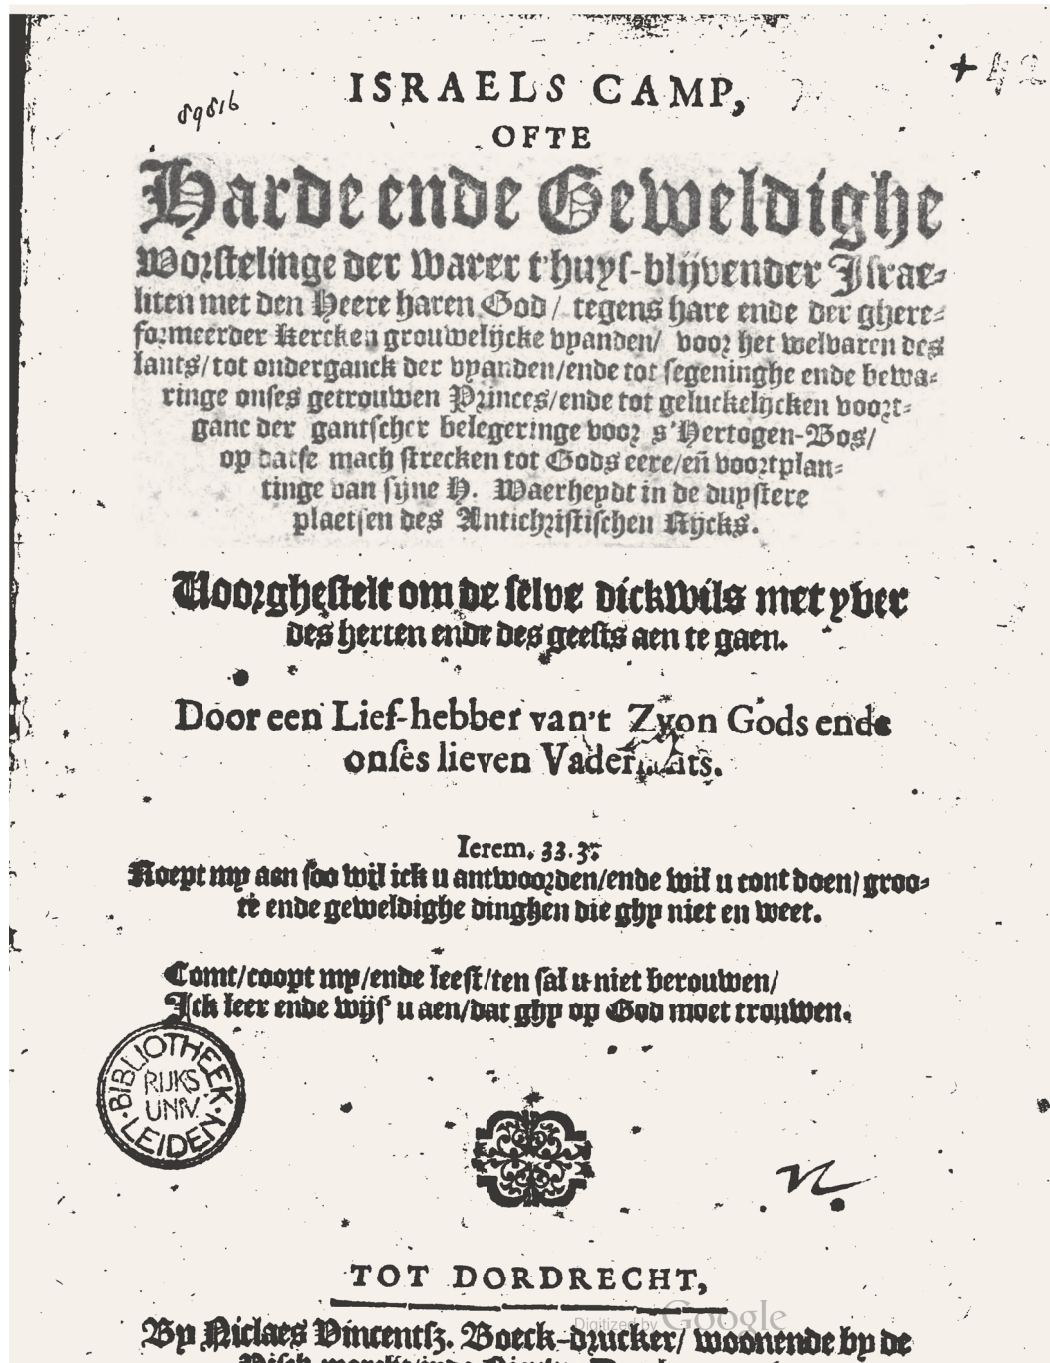 89816
+ 42
ISRAELS CAMP,
OFTE
Harde ende Geweldighe
Worstelinge der Warer t'huys-blijvender Israe-
liten met den Heere haren God / tegens hare ende der ghere-
formeerder Kercken grouwelijcke vyanden / voor het welvaren des
lants / tot onderganck der vyanden / ende tot segeninghe ende bewa-
ringe onses getrouwen Princes / ende tot geluckelijcken voort-
ganc der gantscher belegeringe voor s'Hertogen-Bos /
op datse mach strecken tot Gods eere / eñ voortplan-
tinge van sijne H. Waerheydt in de duystere
plaetsen des Antichristischen Rijcks.
Voorghestelt om de selve dickwils met yver
des herten ende des geests aen te gaen.
Door een Lief-hebber van't Zyon Gods ende
onses lieven Vaderlants.
Ierem. 33.3.
Roept my aen soo wil ick u antwoorden / ende wil u cont doen / groo-
te ende geweldighe dinghen die ghy niet en weet.
Comt / coopt my / ende leest / ten sal u niet berouwen /
Ick leer ende wijs u aen / dat ghy op God moet trouwen.
BIBLIOTHEEK
RIJKS
UNIV.
LEIDEN
TOT DORDRECHT,
Digitized by Google
By Niclaes Vincentsz. Boeck-drucker / woonende by de